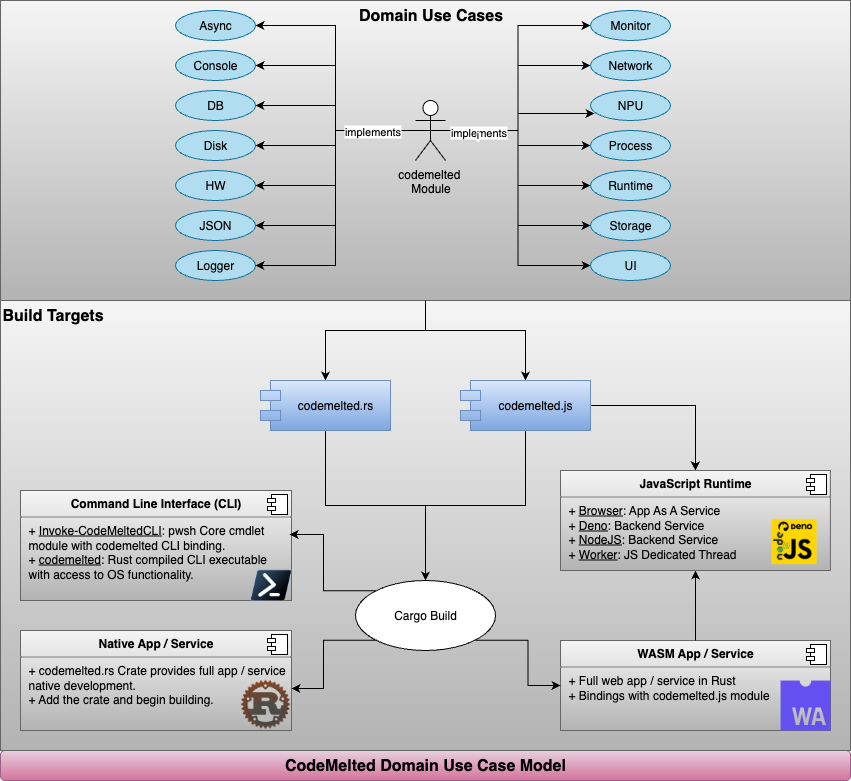 Domain Use Cases
Async
Console
DB
Disk
HW
JSON
Logger
implements
codemelted
Module
implements
Monitor
Network
NPU
Process
Runtime
Storage
UI
Build Targets
codemelted.rs
codemelted.js
Command Line Interface (CLI)
+ Invoke-CodeMeltedCLI: pwsh Core cmdlet
module with codemelted CLI binding.
+ codemelted: Rust compiled CLI executable
with access to OS functionality.
JavaScript Runtime
+ Browser: App As A Service
+ Deno: Backend Service
+ NodeJS: Backend Service
+ Worker: JS Dedicated Thread
DENO
node
JS
Cargo Build
Native App / Service
+ codemelted.rs Crate provides full app / service
native development.
+ Add the crate and begin building.
R
WASM App / Service
+ Full web app / service in Rust
+ Bindings with codemelted.js module
WA
CodeMelted Domain Use Case Model